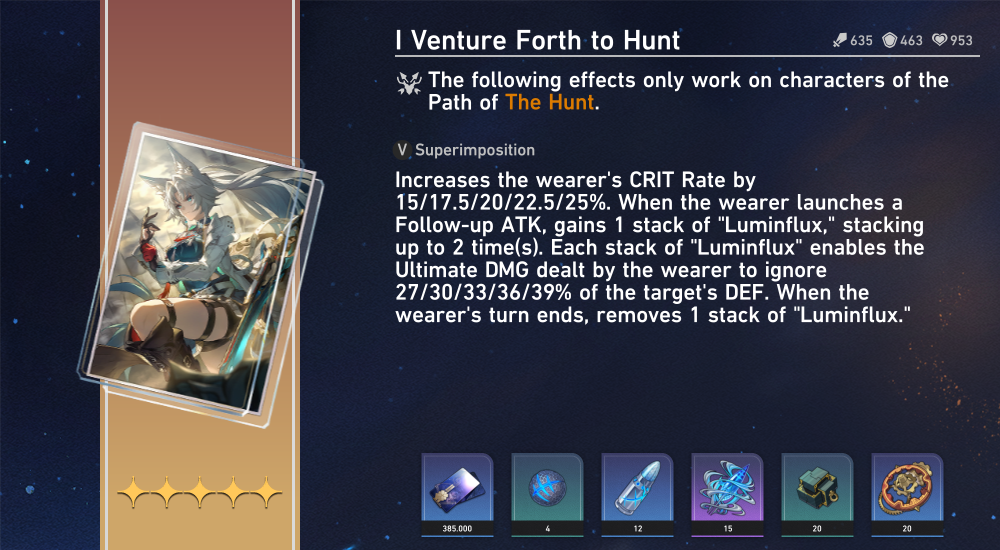 I Venture Forth to Hunt
635 463 953
The following effects only work on characters of the
Path of The Hunt.
V Superimposition
Increases the wearer's CRIT Rate by
15/17.5/20/22.5/25%. When the wearer launches a
Follow-up ATK, gains 1 stack of "Luminflux," stacking
up to 2 time(s). Each stack of "Luminflux" enables the
Ultimate DMG dealt by the wearer to ignore
27/30/33/36/39% of the target's DEF. When the
wearer's turn ends, removes 1 stack of "Luminflux."
385.000 4 12 15 20 20